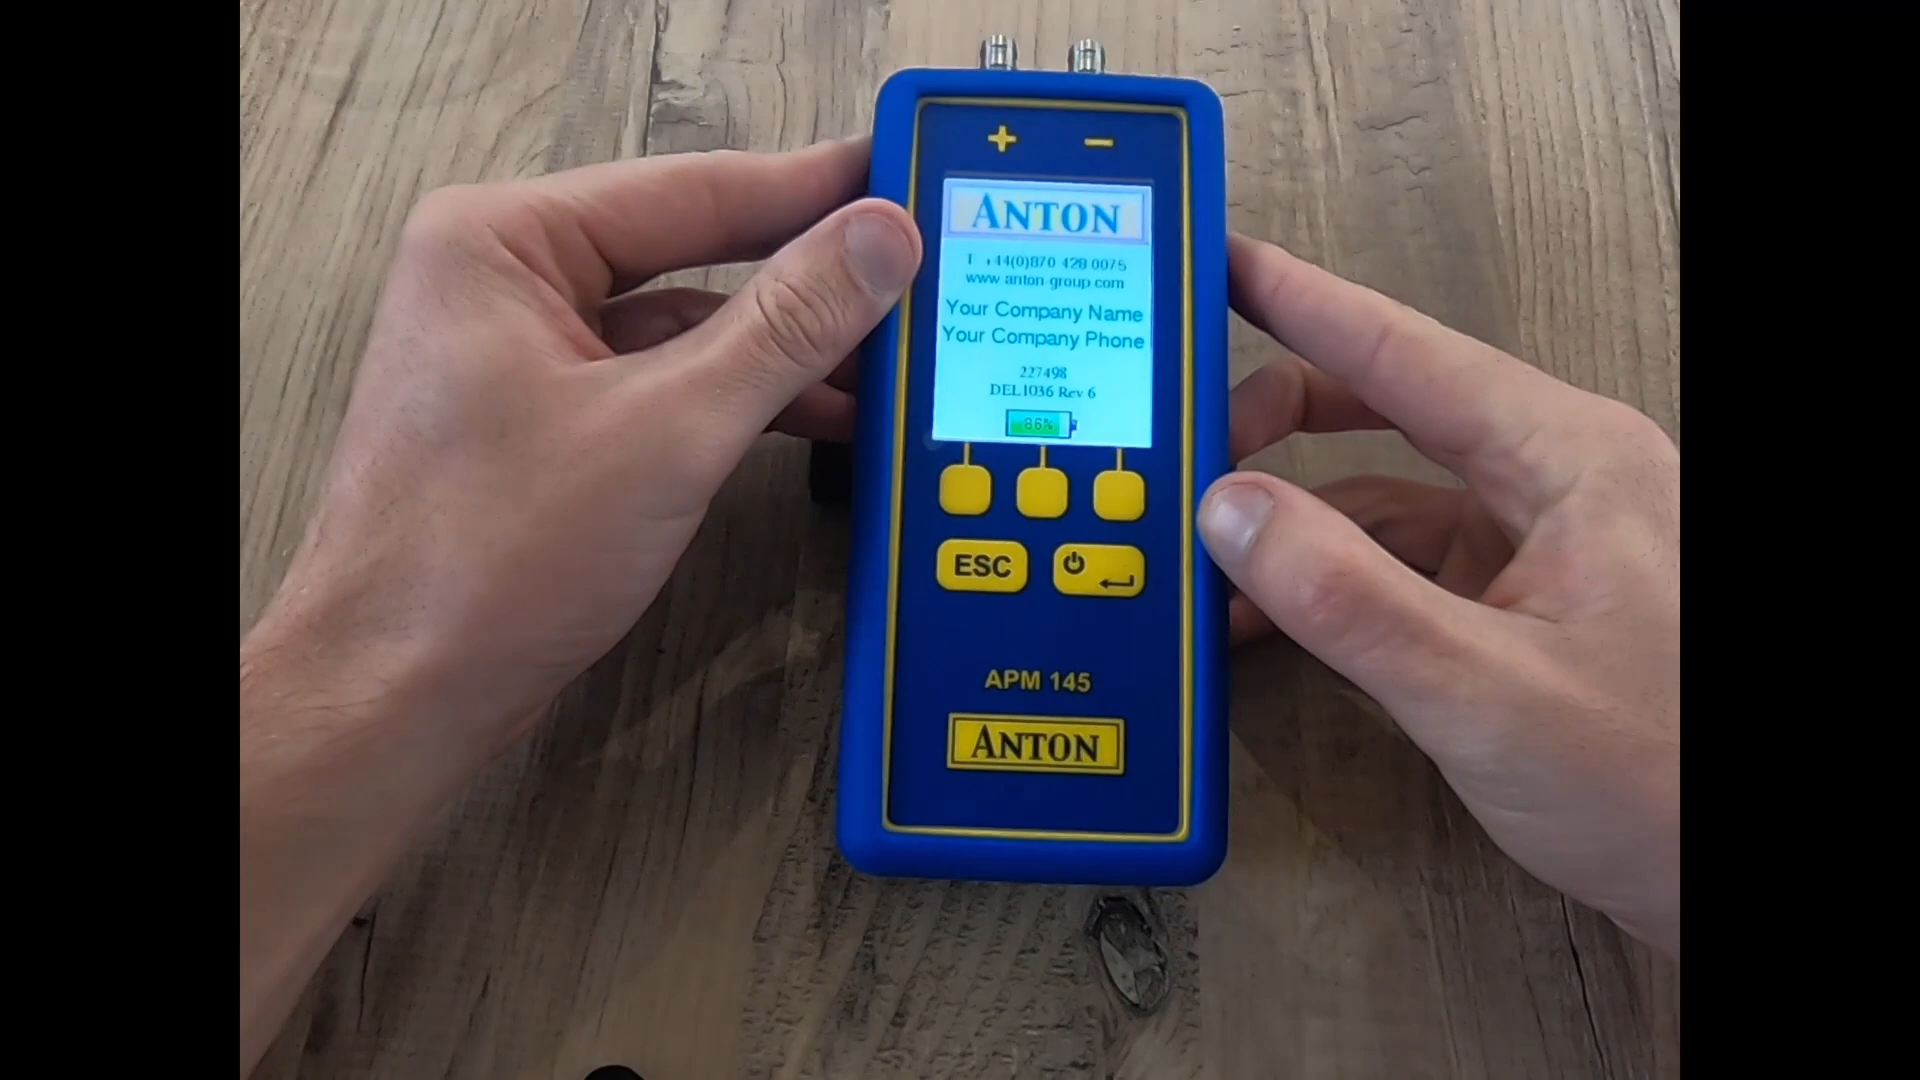 + −
ANTON
T +44(0)870 428 0075
www anton-group com
Your Company Name
Your Company Phone
227498
DEL1036 Rev 6
86%
ESC
APM 145
ANTON